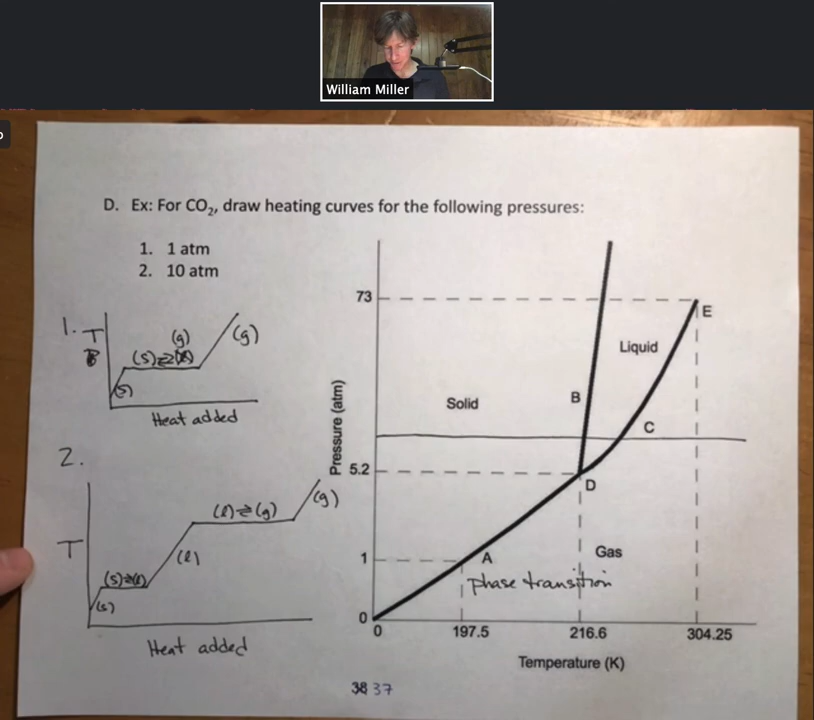 William Miller
D. Ex: For CO₂, draw heating curves for the following pressures:
1. 1 atm
2. 10 atm
1. T
(s)
(s)⇄
(g)
(g)
Heat added
2.
T
(s)
(s)⇄(l)
(l)
(l)⇄(g)
(g)
Heat added
Pressure (atm)
73
5.2
1
0
Solid
Liquid
Gas
A
B
C
D
E
phase transition
0
197.5
216.6
304.25
Temperature (K)
38 37